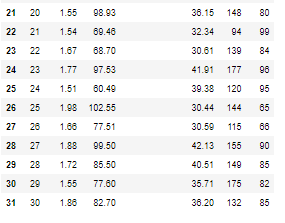 21 20 1.55 98.93 36.15 148 80
22 21 1.54 69.46 32.34 94 99
23 22 1.67 68.70 30.61 139 84
24 23 1.77 97.53 41.91 177 96
25 24 1.51 60.49 39.38 120 95
26 25 1.98 102.55 30.44 144 65
27 26 1.66 77.51 30.59 115 66
28 27 1.88 99.50 42.13 155 90
29 28 1.72 85.50 40.51 149 85
30 29 1.55 77.60 35.71 175 82
31 30 1.86 82.70 36.20 132 85